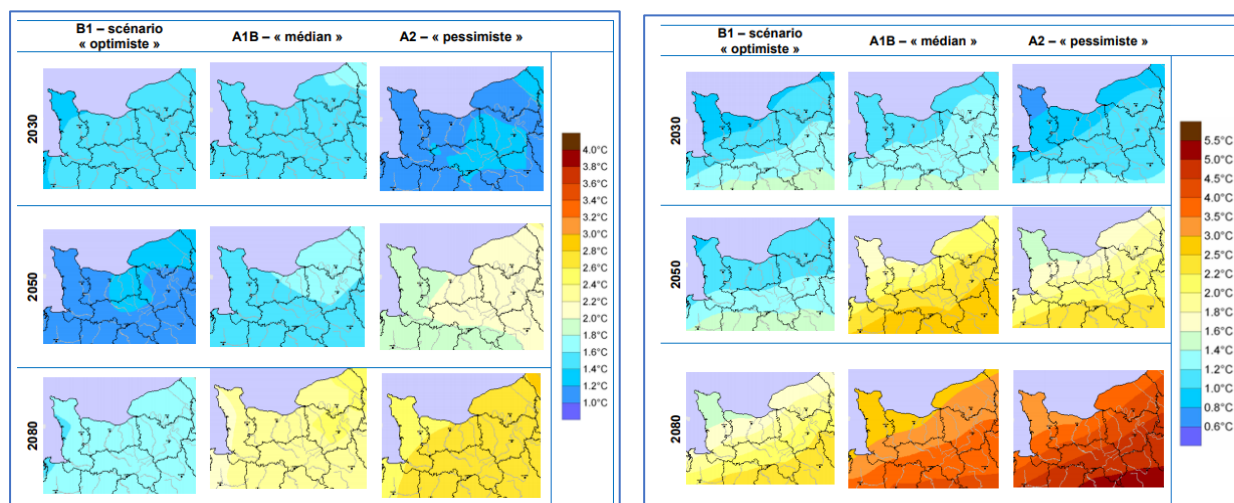 B1 – scénario
« optimiste »
A1B – « médian »
A2 – « pessimiste »
2030
2050
2080
4.0°C
3.8°C
3.6°C
3.4°C
3.2°C
3.0°C
2.8°C
2.6°C
2.4°C
2.2°C
2.0°C
1.8°C
1.6°C
1.4°C
1.2°C
1.0°C
B1 – scénario
« optimiste »
A1B – « médian »
A2 – « pessimiste »
2030
2050
2080
5.5°C
5.0°C
4.5°C
4.0°C
3.5°C
3.0°C
2.5°C
2.2°C
2.0°C
1.8°C
1.6°C
1.4°C
1.2°C
1.0°C
0.8°C
0.6°C